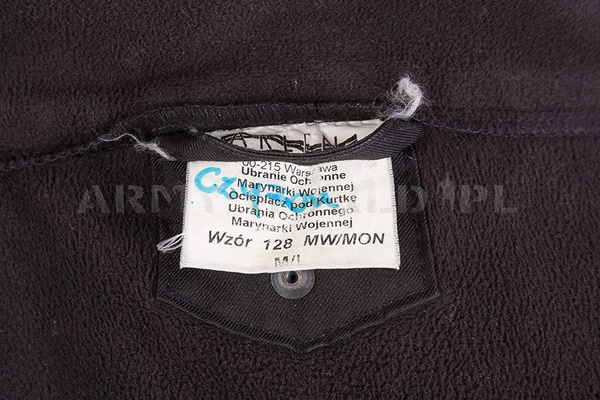 00-215 Warszawa
Ubranie Ochronne
Marynarki Wojennej
Ocieplacz pod Kurtkę
Ubrania Ochronnego
Marynarki Wojennej
Wzór 128 MW/MON
M/L